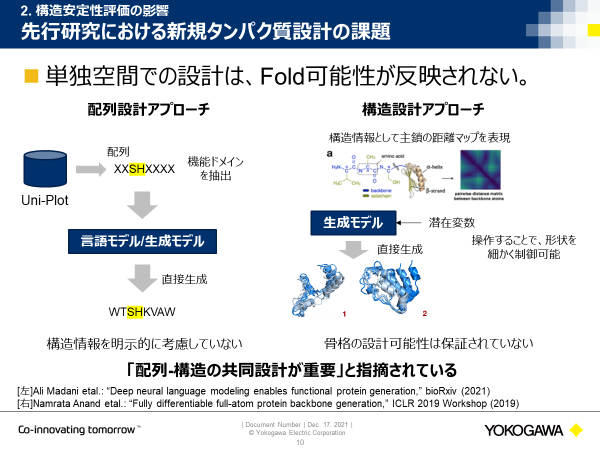 2. 構造安定性評価の影響
先行研究における新規タンパク質設計の課題
単独空間での設計は、Fold可能性が反映されない。
配列設計アプローチ
配列
XXSHXXXX
機能ドメイン
を抽出
Uni-Plot
言語モデル/生成モデル
直接生成
WTSHKVAW
構造情報を明示的に考慮していない
構造設計アプローチ
構造情報として主鎖の距離マップを表現
a
amino acid
α-helix
β-strand
backbone
sidechain
pairwise distance matrix
between backbone atoms
生成モデル
潜在変数
直接生成
操作することで、形状を
細かく制御可能
1
2
骨格の設計可能性は保証されていない
「配列-構造の共同設計が重要」と指摘されている
[左]Ali Madani etal.: “Deep neural language modeling enables functional protein generation,” bioRxiv (2021)
[右]Namrata Anand etal.: “Fully differentiable full-atom protein backbone generation,” ICLR 2019 Workshop (2019)
Co-innovating tomorrow™
| Document Number | Dec. 17, 2021 |
© Yokogawa Electric Corporation
10
YOKOGAWA